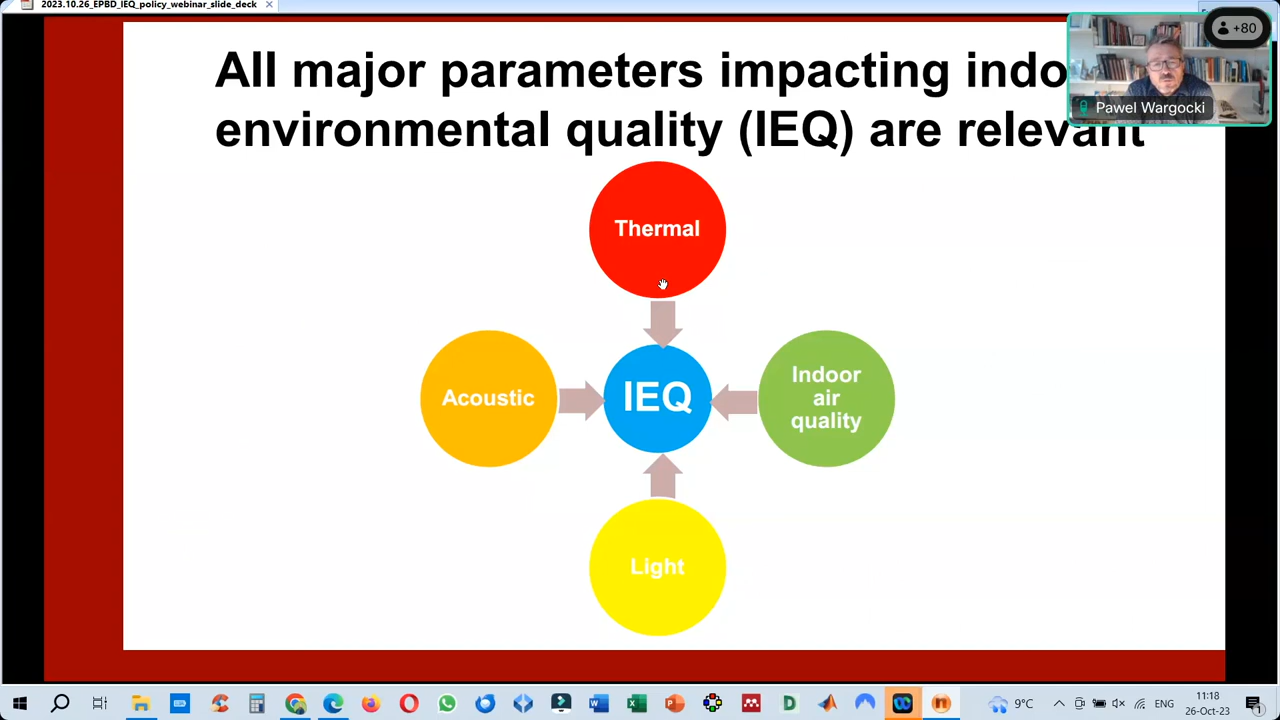 2023.10.26_EPBD_IEQ_policy_webinar_slide_deck
+80
Pawel Wargocki
All major parameters impacting indo
environmental quality (IEQ) are relevant
Thermal
Acoustic
IEQ
Indoor
air
quality
Light
9°C
ENG
11:18
26-Oct-23
1